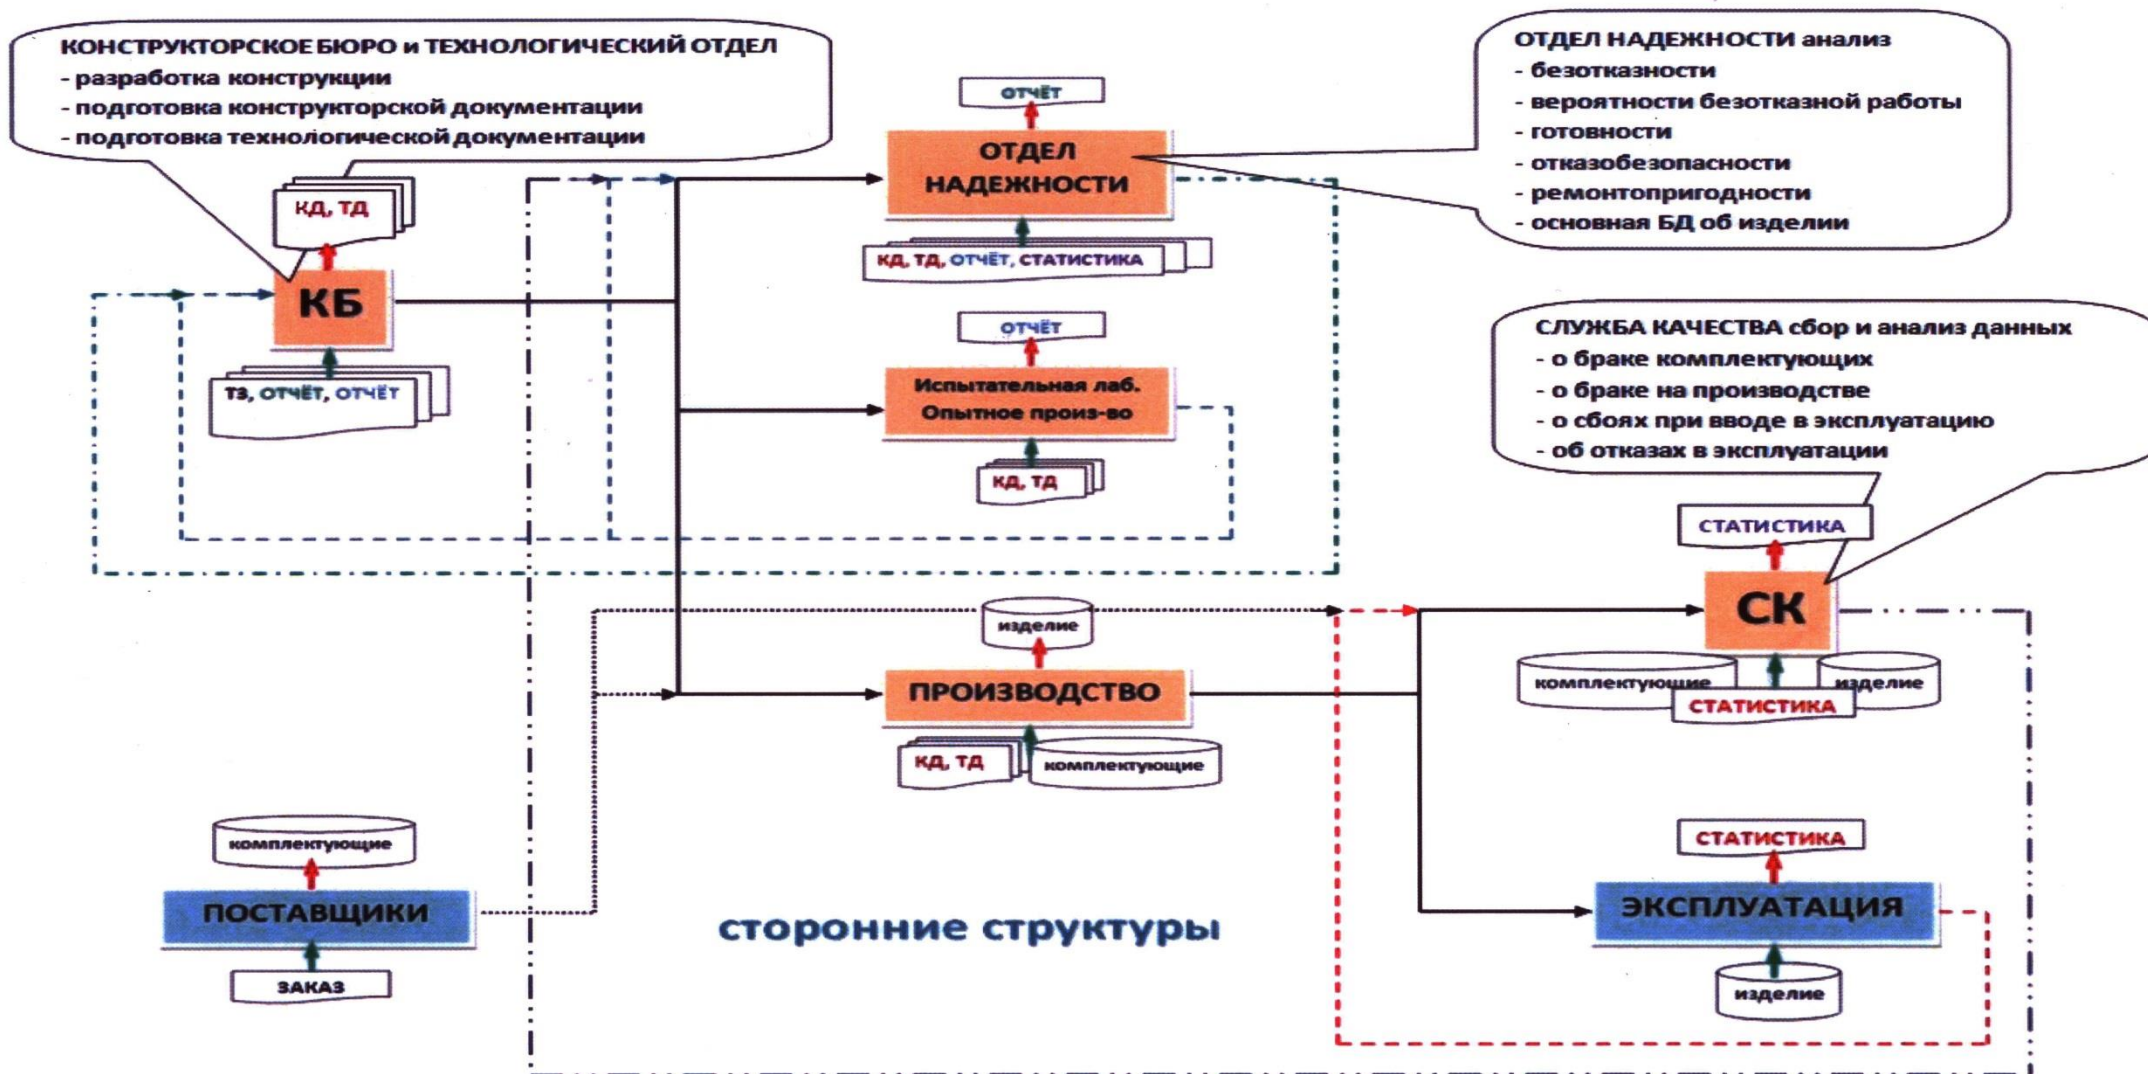 КОНСТРУКТОРСКОЕ БЮРО и ТЕХНОЛОГИЧЕСКИЙ ОТДЕЛ
- разработка конструкции
- подготовка конструкторской документации
- подготовка технологической документации
ОТЧЁТ
ОТДЕЛ
НАДЕЖНОСТИ
КД, ТД, ОТЧЁТ, СТАТИСТИКА
ОТДЕЛ НАДЕЖНОСТИ анализ
- безотказности
- вероятности безотказной работы
- готовности
- отказобезопасности
- ремонтопригодности
- основная БД об изделии
КД, ТД
КБ
ТЗ, ОТЧЁТ, ОТЧЁТ
ОТЧЁТ
Испытательная лаб.
Опытное произ-во
КД, ТД
СЛУЖБА КАЧЕСТВА сбор и анализ данных
- о браке комплектующих
- о браке на производстве
- о сбоях при вводе в эксплуатацию
- об отказах в эксплуатации
СТАТИСТИКА
СК
комплектующие
изделие
СТАТИСТИКА
изделие
ПРОИЗВОДСТВО
КД, ТД
комплектующие
комплектующие
ПОСТАВЩИКИ
ЗАКАЗ
сторонние структуры
СТАТИСТИКА
ЭКСПЛУАТАЦИЯ
изделие